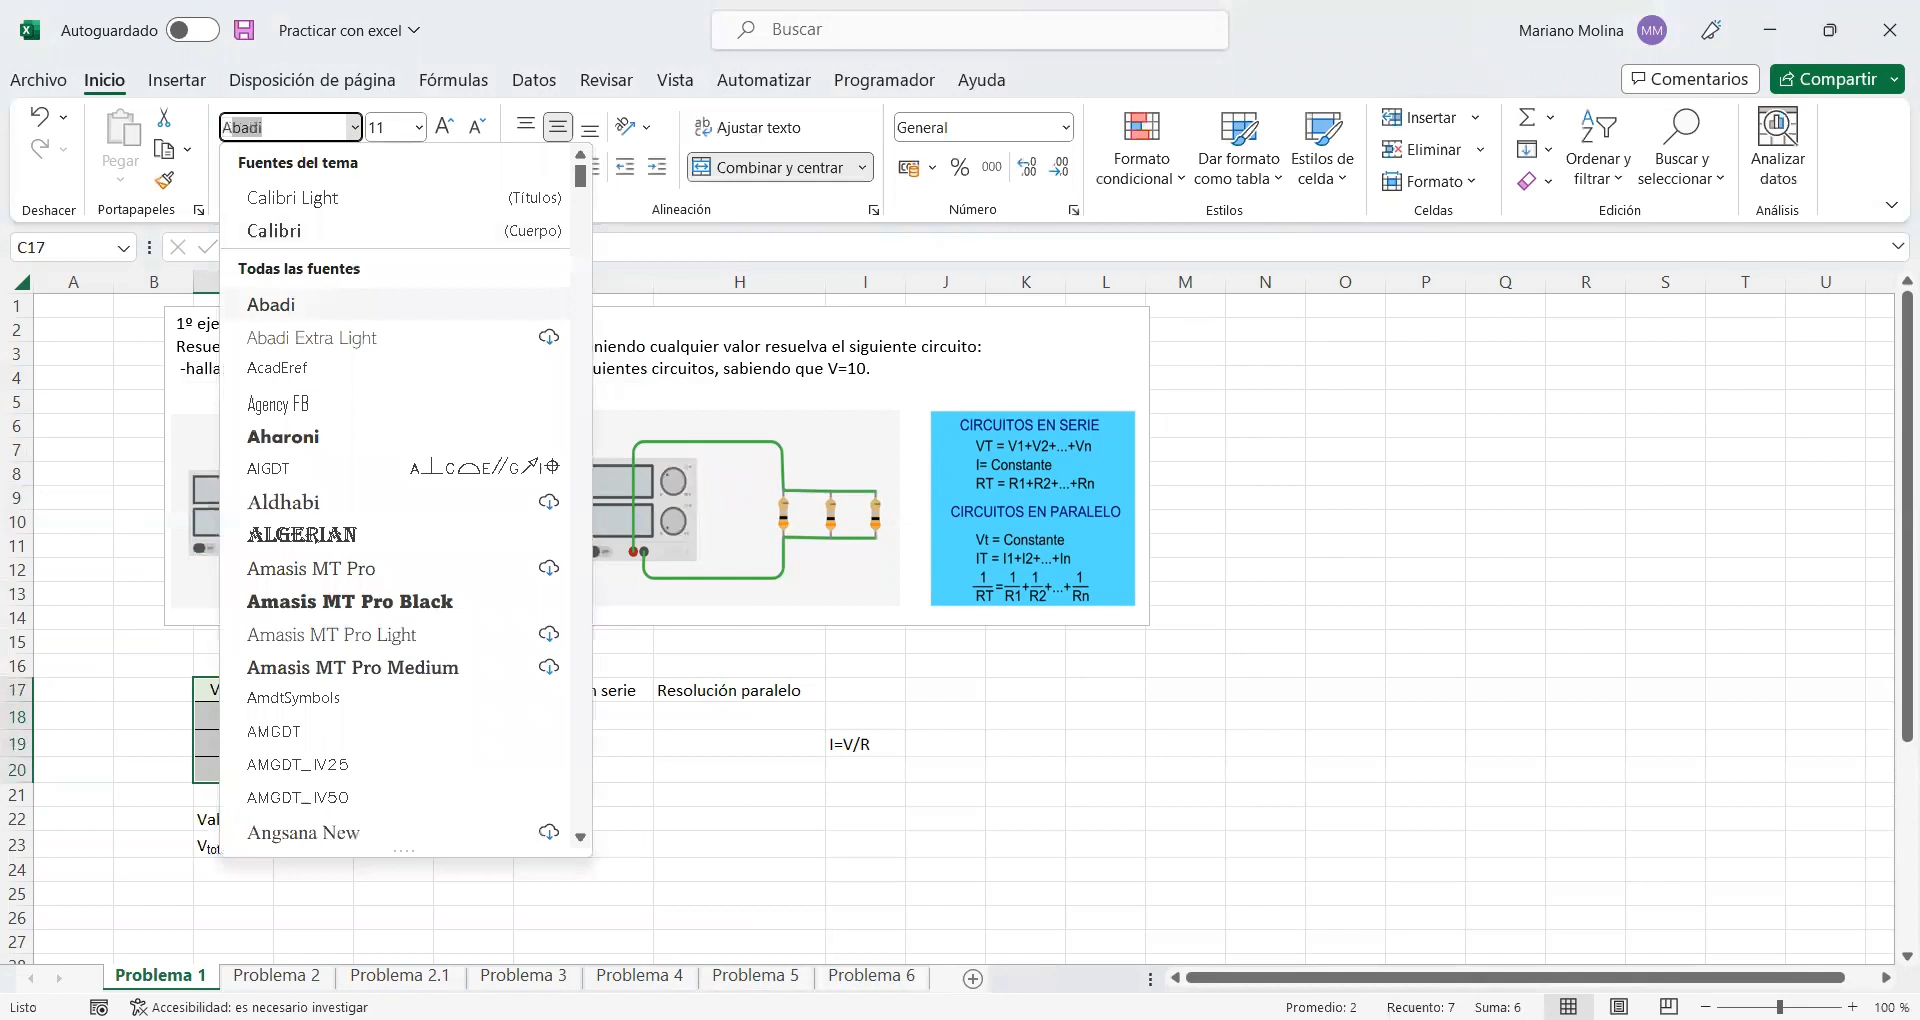 Autoguardado
Practicar con excel
Buscar
Mariano Molina
MM
Archivo
Inicio
Insertar
Disposición de página
Fórmulas
Datos
Revisar
Vista
Automatizar
Programador
Ayuda
Comentarios
Compartir
Pegar
Deshacer
Portapapeles
Abadi
11
Ajustar texto
Combinar y centrar
Alineación
General
% 000
Número
Formato condicional
Dar formato como tabla
Estilos de celda
Estilos
Insertar
Eliminar
Formato
Celdas
Ordenar y filtrar
Buscar y seleccionar
Edición
Analizar datos
Análisis
C17
Fuentes del tema
Calibri Light (Títulos)
Calibri (Cuerpo)
Todas las fuentes
Abadi
Abadi Extra Light
AcadEref
Agency FB
Aharoni
AIGDT
Aldhabi
ALGERIAN
Amasis MT Pro
Amasis MT Pro Black
Amasis MT Pro Light
Amasis MT Pro Medium
AmdtSymbols
AMGDT
AMGDT_IV25
AMGDT_IV50
Angsana New
A B H I J K L M N O P Q R S T U
1
2
3
4
5
6
7
8
9
10
11
12
13
14
15
16
17
18
19
20
21
22
23
24
25
26
27
28
1º eje
Resue niendo cualquier valor resuelva el siguiente circuito:
-halla uientes circuitos, sabiendo que V=10.
CIRCUITOS EN SERIE
VT = V1+V2+...+Vn
I= Constante
RT = R1+R2+...+Rn
CIRCUITOS EN PARALELO
Vt = Constante
IT = I1+I2+...+In
1/RT=1/R1+1/R2+...+1/Rn
V
n serie
Resolución paralelo
I=V/R
Val
Vtot
Problema 1
Problema 2
Problema 2.1
Problema 3
Problema 4
Problema 5
Problema 6
Listo
Accesibilidad: es necesario investigar
Promedio: 2
Recuento: 7
Suma: 6
100 %